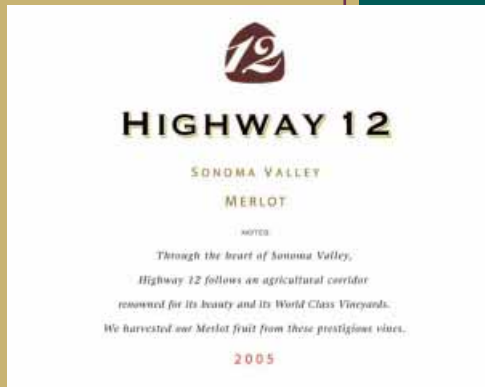 12
HIGHWAY 12
SONOMA VALLEY
MERLOT
NOTES
Through the heart of Sonoma Valley,
Highway 12 follows an agricultural corridor
renowned for its beauty and its World Class Vineyards.
We harvested our Merlot fruit from these prestigious vines.
2005